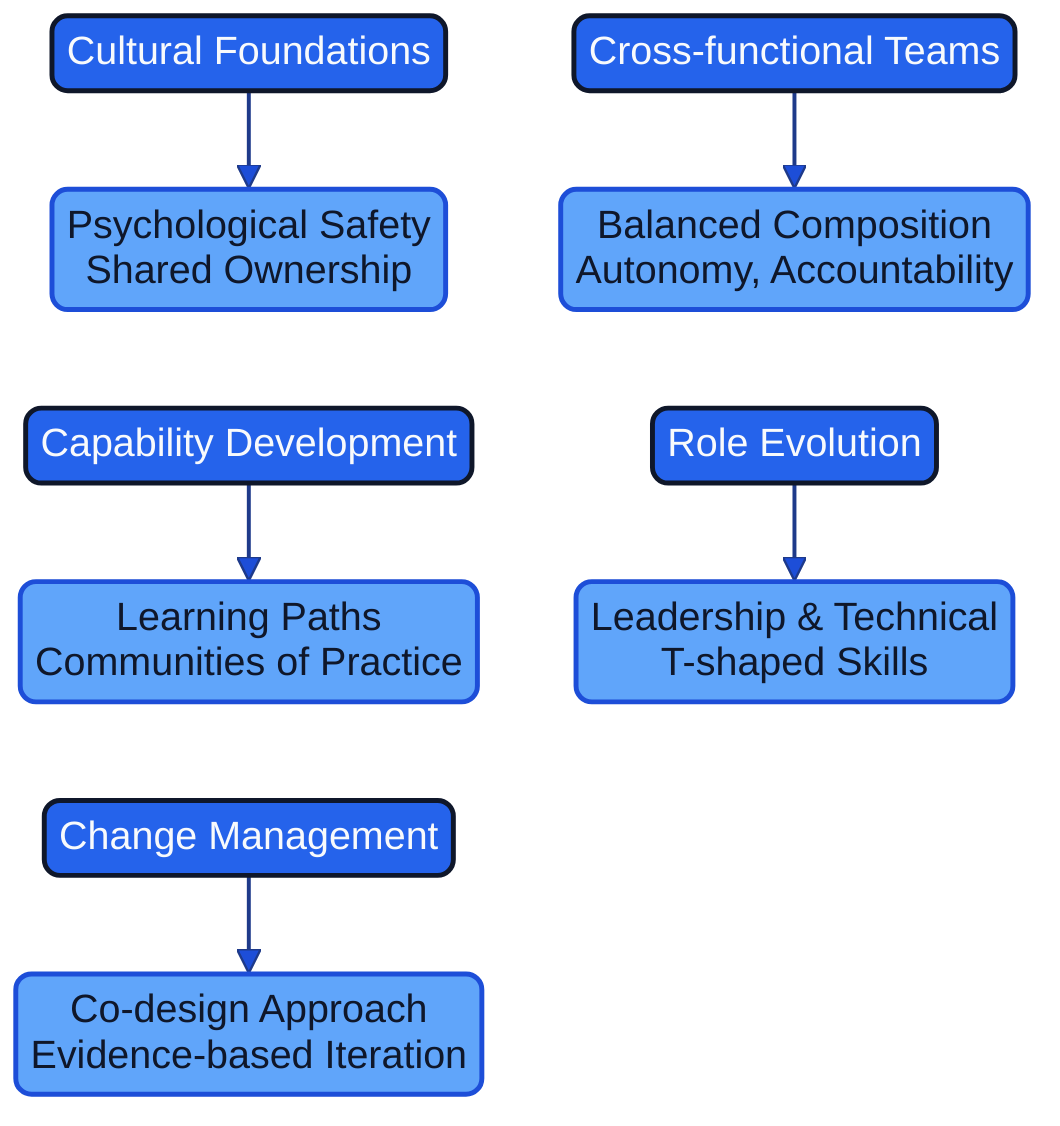 Cultural Foundations
Psychological Safety
Shared Ownership
Cross-functional Teams
Balanced Composition
Autonomy, Accountability
Capability Development
Learning Paths
Communities of Practice
Role Evolution
Leadership & Technical
T-shaped Skills
Change Management
Co-design Approach
Evidence-based Iteration